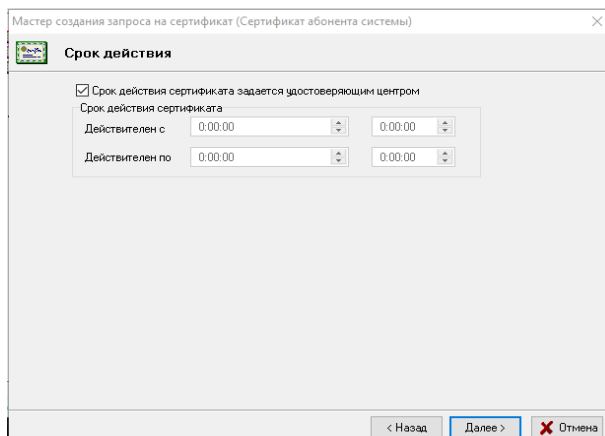 Мастер создания запроса на сертификат (Сертификат абонента системы)
Срок действия
Срок действия сертификата задается удостоверяющим центром
Срок действия сертификата
Действителен с 0:00:00 0:00:00
Действителен по 0:00:00 0:00:00
< Назад Далее > Отмена